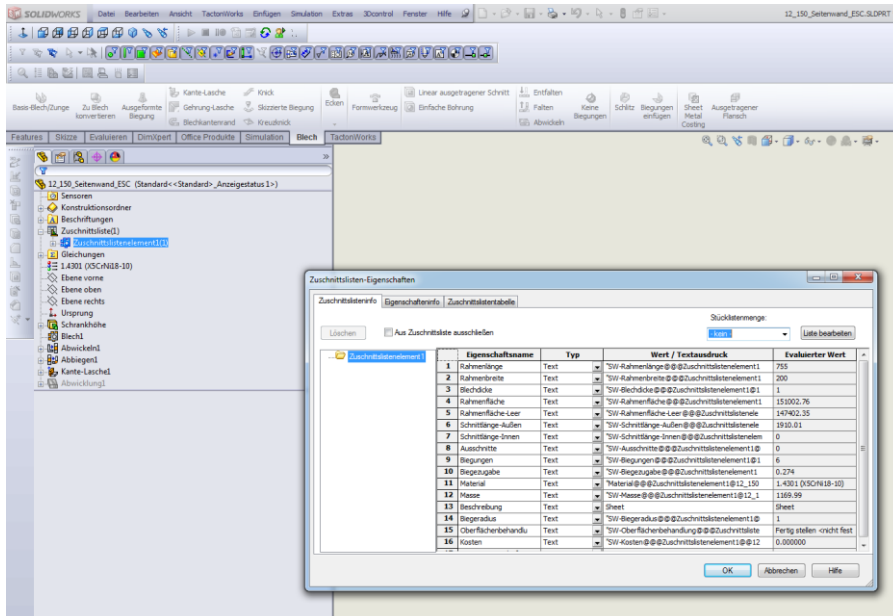 SOLIDWORKS Datei Bearbeiten Ansicht TactonWorks Einfügen Simulation Extras 3Dcontrol Fenster Hilfe 12_150_Seitenwand_ESC.SLDPRT
Basis-Blech/Zunge
Zu Blech konvertieren
Ausgeformte Biegung
Kante-Lasche
Gehrung-Lasche
Blechkantenrand
Knick
Skizzierte Biegung
Kreuzknick
Ecken
Formwerkzeug
Linear ausgetragener Schnitt
Einfache Bohrung
Entfalten
Falten
Abwickeln
Keine Biegungen
Schlitz
Biegungen einfügen
Sheet Metal Costing
Ausgetragener Flansch
Features Skizze Evaluieren DimXpert Office Produkte Simulation Blech TactonWorks
12_150_Seitenwand_ESC (Standard<<Standard>_Anzeigestatus 1>)
Sensoren
Konstruktionsordner
Beschriftungen
Zuschnittsliste(1)
Zuschnittslistenelement1(1)
Gleichungen
1.4301 (X5CrNi18-10)
Ebene vorne
Ebene oben
Ebene rechts
Ursprung
Schrankhöhe
Blech1
Abwickeln1
Abbiegen1
Kante-Lasche1
Abwicklung1
Zuschnittslisten-Eigenschaften
Zuschnittslisteninfo Eigenschafteninfo Zuschnittslistentabelle
Stücklistenmenge:
Löschen Aus Zuschnittsliste ausschließen - kein - Liste bearbeiten
Zuschnittslistenelement1
Eigenschaftsname Typ Wert / Textausdruck Evaluierter Wert
1 Rahmenlänge Text "SW-Rahmenlänge@@@Zuschnittslistenelement1 755
2 Rahmenbreite Text "SW-Rahmenbreite@@@Zuschnittslistenelement1 200
3 Blechdicke Text "SW-Blechdicke@@@Zuschnittslistenelement1@1 1
4 Rahmenfläche Text "SW-Rahmenfläche@@@Zuschnittslistenelement1 151002.76
5 Rahmenfläche-Leer Text "SW-Rahmenfläche-Leer@@@Zuschnittslistenele 147402.35
6 Schnittlänge-Außen Text "SW-Schnittlänge-Außen@@@Zuschnittslistenele 1910.01
7 Schnittlänge-Innen Text "SW-Schnittlänge-Innen@@@Zuschnittslistenelem 0
8 Ausschnitte Text "SW-Ausschnitte@@@Zuschnittslistenelement1@ 0
9 Biegungen Text "SW-Biegungen@@@Zuschnittslistenelement1@1 6
10 Biegezugabe Text "SW-Biegezugabe@@@Zuschnittslistenelement1 0.274
11 Material Text "Material@@@Zuschnittslistenelement1@12_150 1.4301 (X5CrNi18-10)
12 Masse Text "SW-Masse@@@Zuschnittslistenelement1@12_1 1169.99
13 Beschreibung Text Sheet Sheet
14 Biegeradius Text "SW-Biegeradius@@@Zuschnittslistenelement1@ 1
15 Oberflächenbehandlu Text "SW-Oberflächenbehandlung@@@Zuschnittsliste Fertig stellen <nicht fest
16 Kosten Text "SW-Kosten@@@Zuschnittslistenelement1@@12 0.000000
OK Abbrechen Hilfe